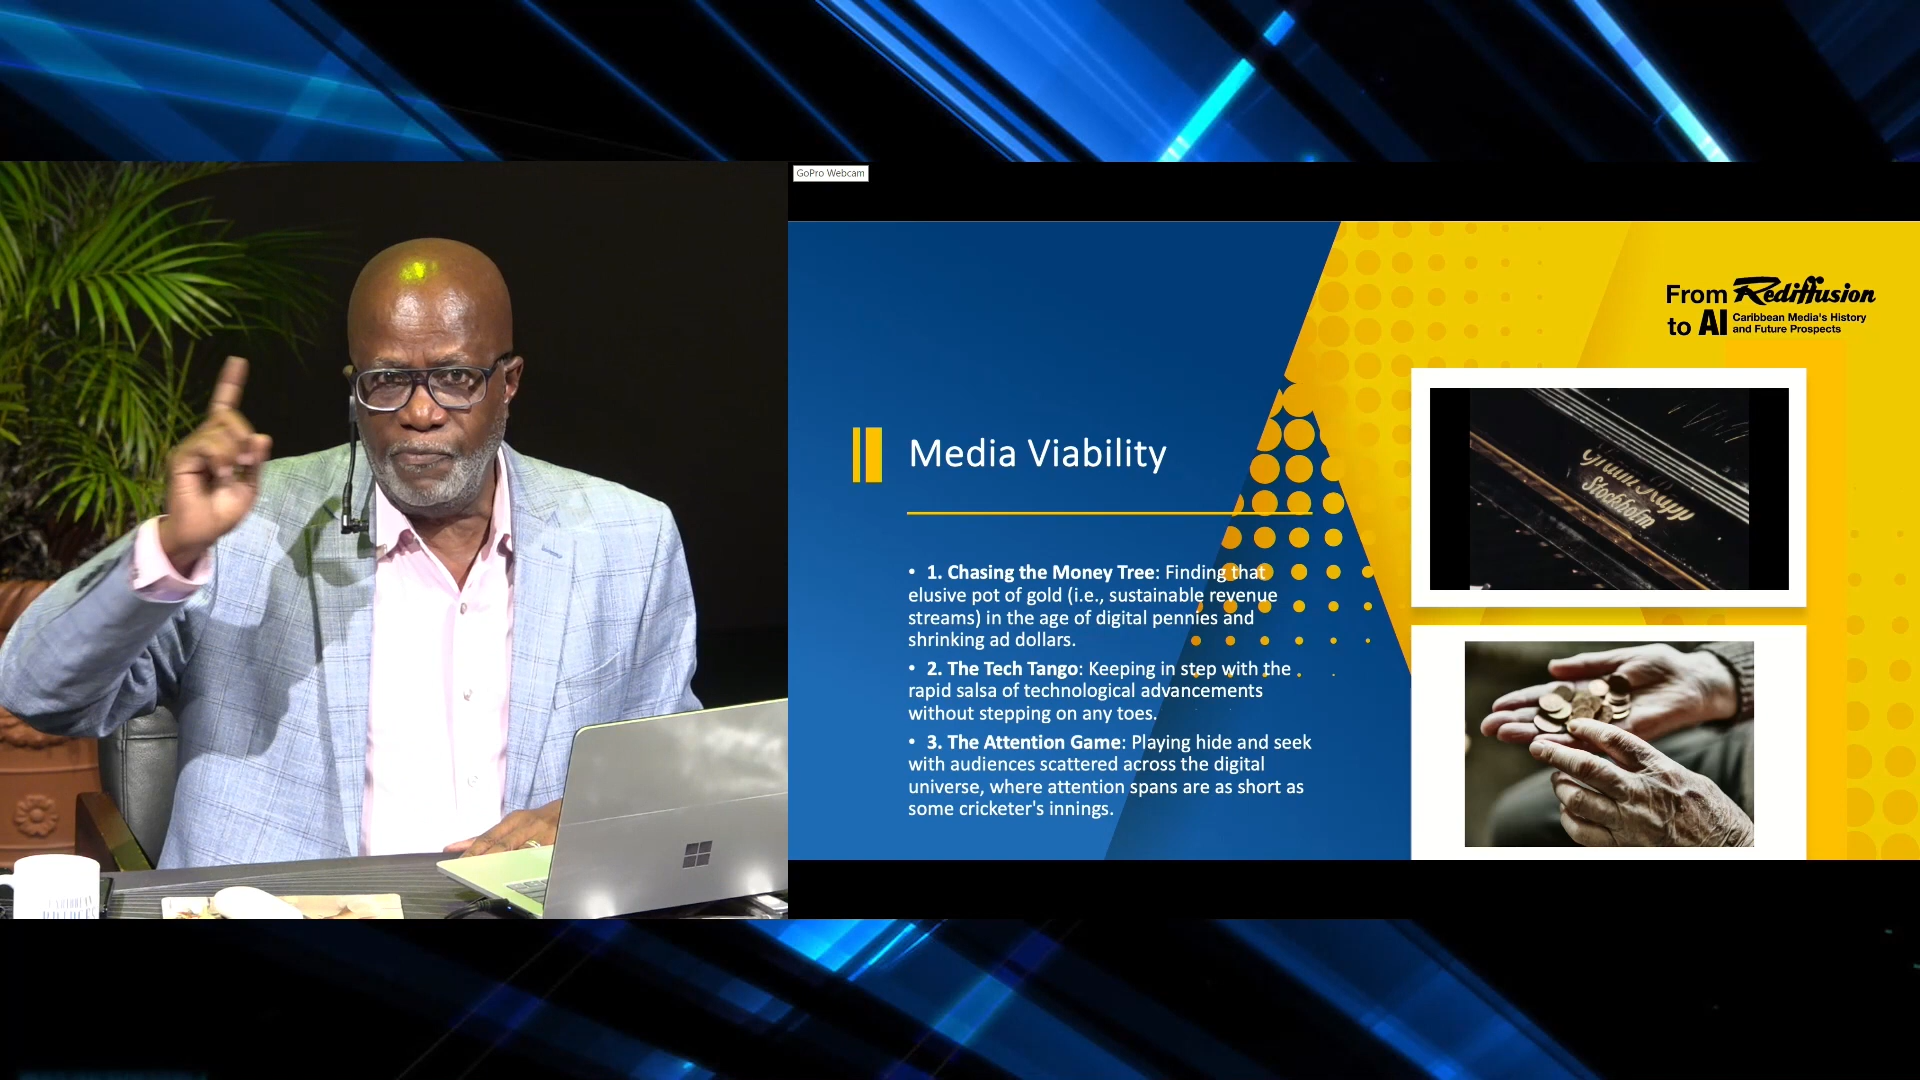 GoPro Webcam
From Rediffusion
to AI Caribbean Media's History
and Future Prospects
Media Viability
Stockholm
• 1. Chasing the Money Tree: Finding that
elusive pot of gold (i.e., sustainable revenue
streams) in the age of digital pennies and
shrinking ad dollars.
• 2. The Tech Tango: Keeping in step with the
rapid salsa of technological advancements
without stepping on any toes.
• 3. The Attention Game: Playing hide and seek
with audiences scattered across the digital
universe, where attention spans are as short as
some cricketer's innings.